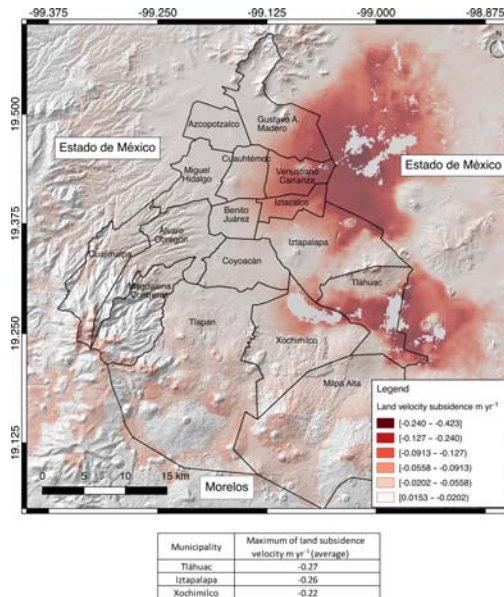 -99.375 -99.250 -99.125 -99.000 -98.875
N
19.500
19.375
19.250
19.125
Gustavo A.
Madero
Azcopotzalco
Estado de México
Estado de México
Cuauhtémoc
Miguel
Hidalgo
Venustiano
Carranza
Iztacalco
Benito
Juárez
Álvaro
Obregón
Iztapalapa
Cuajimalpa
Coyoacán
Tláhuac
Magdalena
Contreras
Tlapan
Xochimilco
Milpa Alta
Morelos
0 5 10 15 km
Legend
Land velocity subsidence m yr⁻¹
[-0.240 - -0.423]
[-0.127 - -0.240]
[-0.0913 - -0.127]
[-0.0558 - -0.0913]
[-0.0202 - -0.0558]
[0.0153 - -0.0202]
Municipality Maximum of land subsidence
velocity m yr⁻¹ (average)
Tláhuac -0.27
Iztapalapa -0.26
Xochimilco -0.22